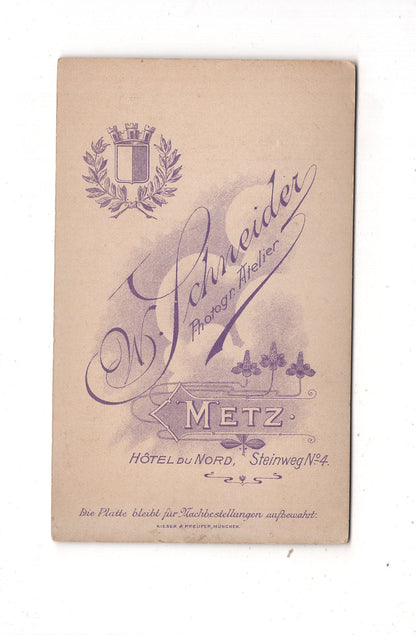 W. Schneider
Photogr. Atelier
METZ.
HÔTEL DU NORD, Steinweg No. 4.
Die Platte bleibt für Nachbestellungen aufbewahrt.
KIESER & PFEUFER, MÜNCHEN.